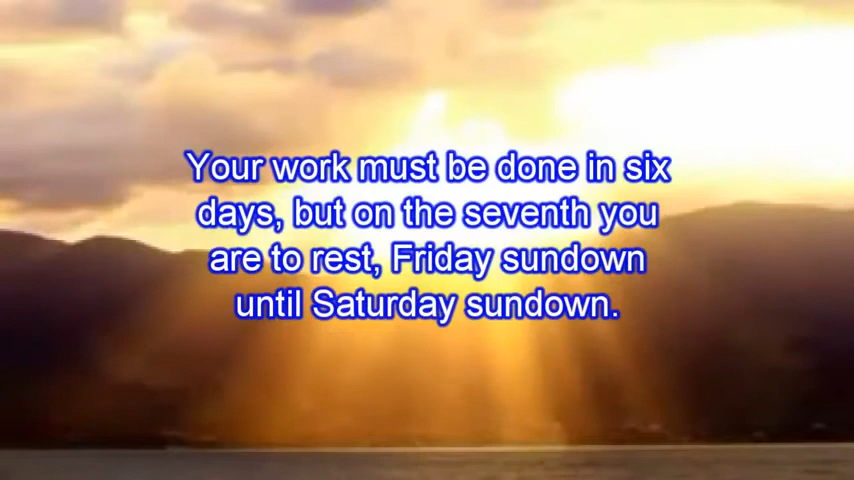 Your work must be done in six
days, but on the seventh you
are to rest, Friday sundown
until Saturday sundown.